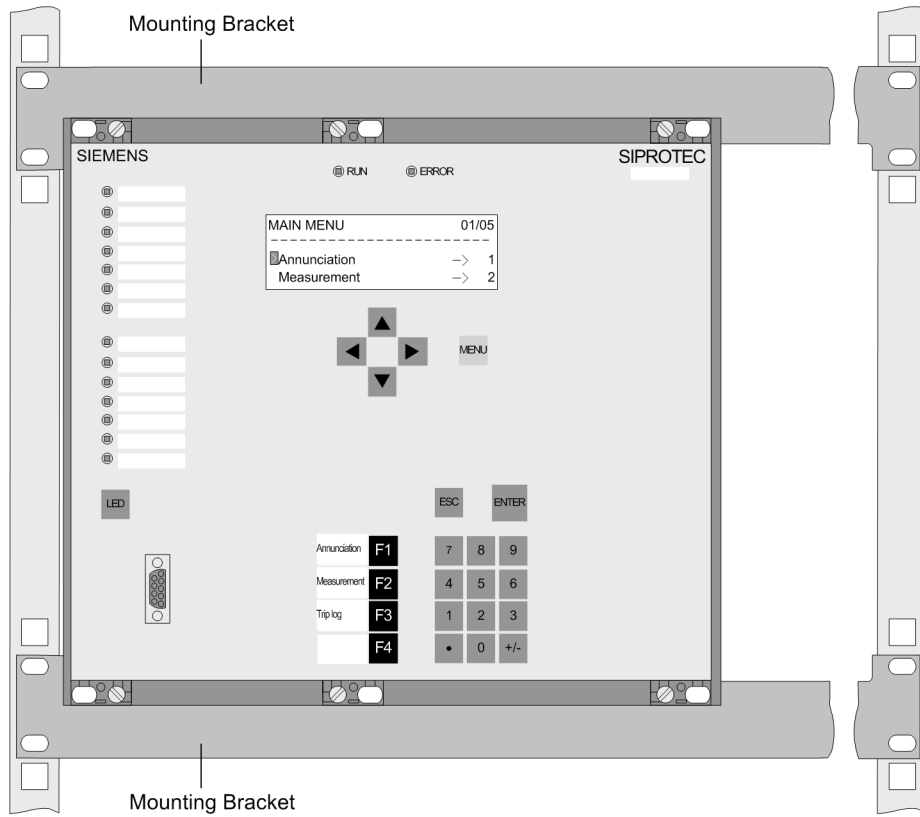 Mounting Bracket
SIEMENS
SIPROTEC
RUN
ERROR
MAIN MENU 01/05
Annunciation –> 1
Measurement –> 2
MENU
LED
ESC
ENTER
Annunciation F1
7 8 9
Measurement F2
4 5 6
Trip log F3
1 2 3
F4
• 0 +/-
Mounting Bracket